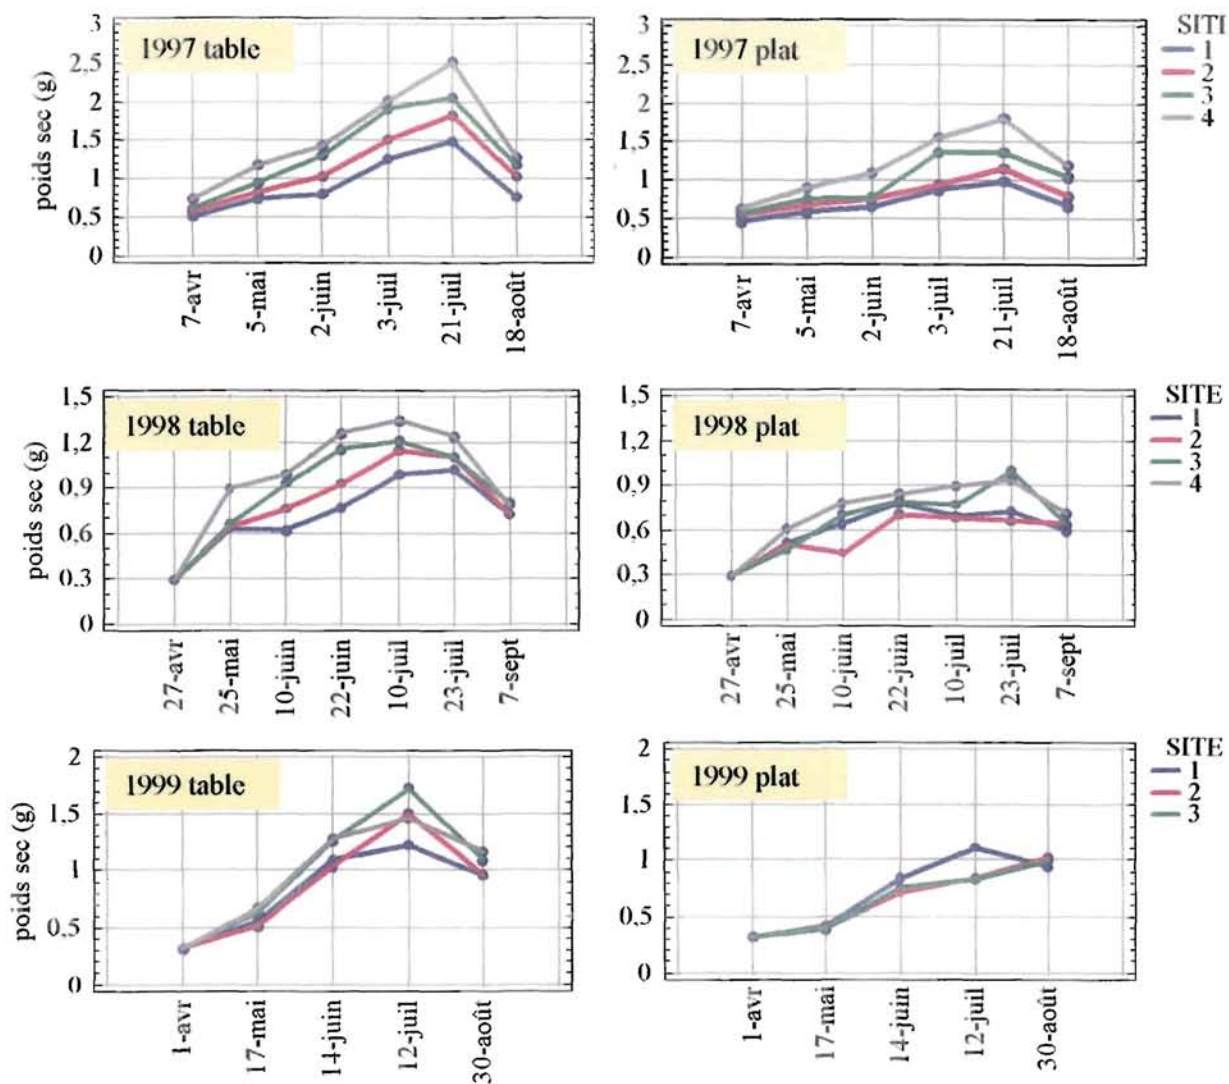 1997 table
poids sec (g)
3
2.5
2
1.5
1
0.5
0
7-avr
5-mai
2-juin
3-juil
21-juil
18-août
1997 plat
3
2.5
2
1.5
1
0.5
0
7-avr
5-mai
2-juin
3-juil
21-juil
18-août
SITI
1
2
3
4
1998 table
poids sec (g)
1,5
1,2
0,9
0,6
0,3
0
27-avr
25-mai
10-juin
22-juin
10-juil
23-juil
7-sept
1998 plat
1,5
1,2
0,9
0,6
0,3
0
27-avr
25-mai
10-juin
22-juin
10-juil
23-juil
7-sept
SITE
1
2
3
4
1999 table
poids sec (g)
2
1.5
1
0,5
0
1-avr
17-mai
14-juin
12-juil
30-août
1999 plat
2
1.5
1
0.5
0
1-avr
17-mai
14-juin
12-juil
30-août
SITE
1
2
3